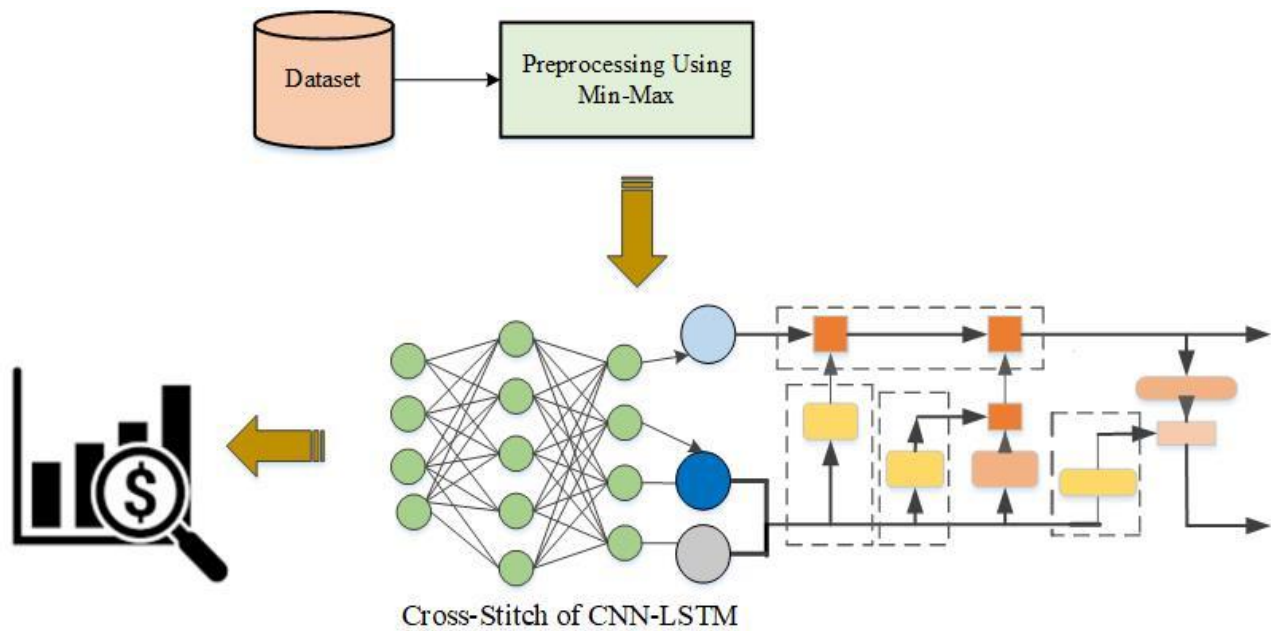 Dataset
Preprocessing Using
Min-Max
$
Cross-Stitch of CNN-LSTM